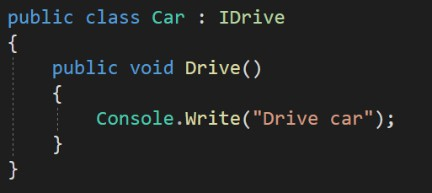 public class Car : IDrive
{
    public void Drive()
    {
        Console.Write("Drive car");
    }
}